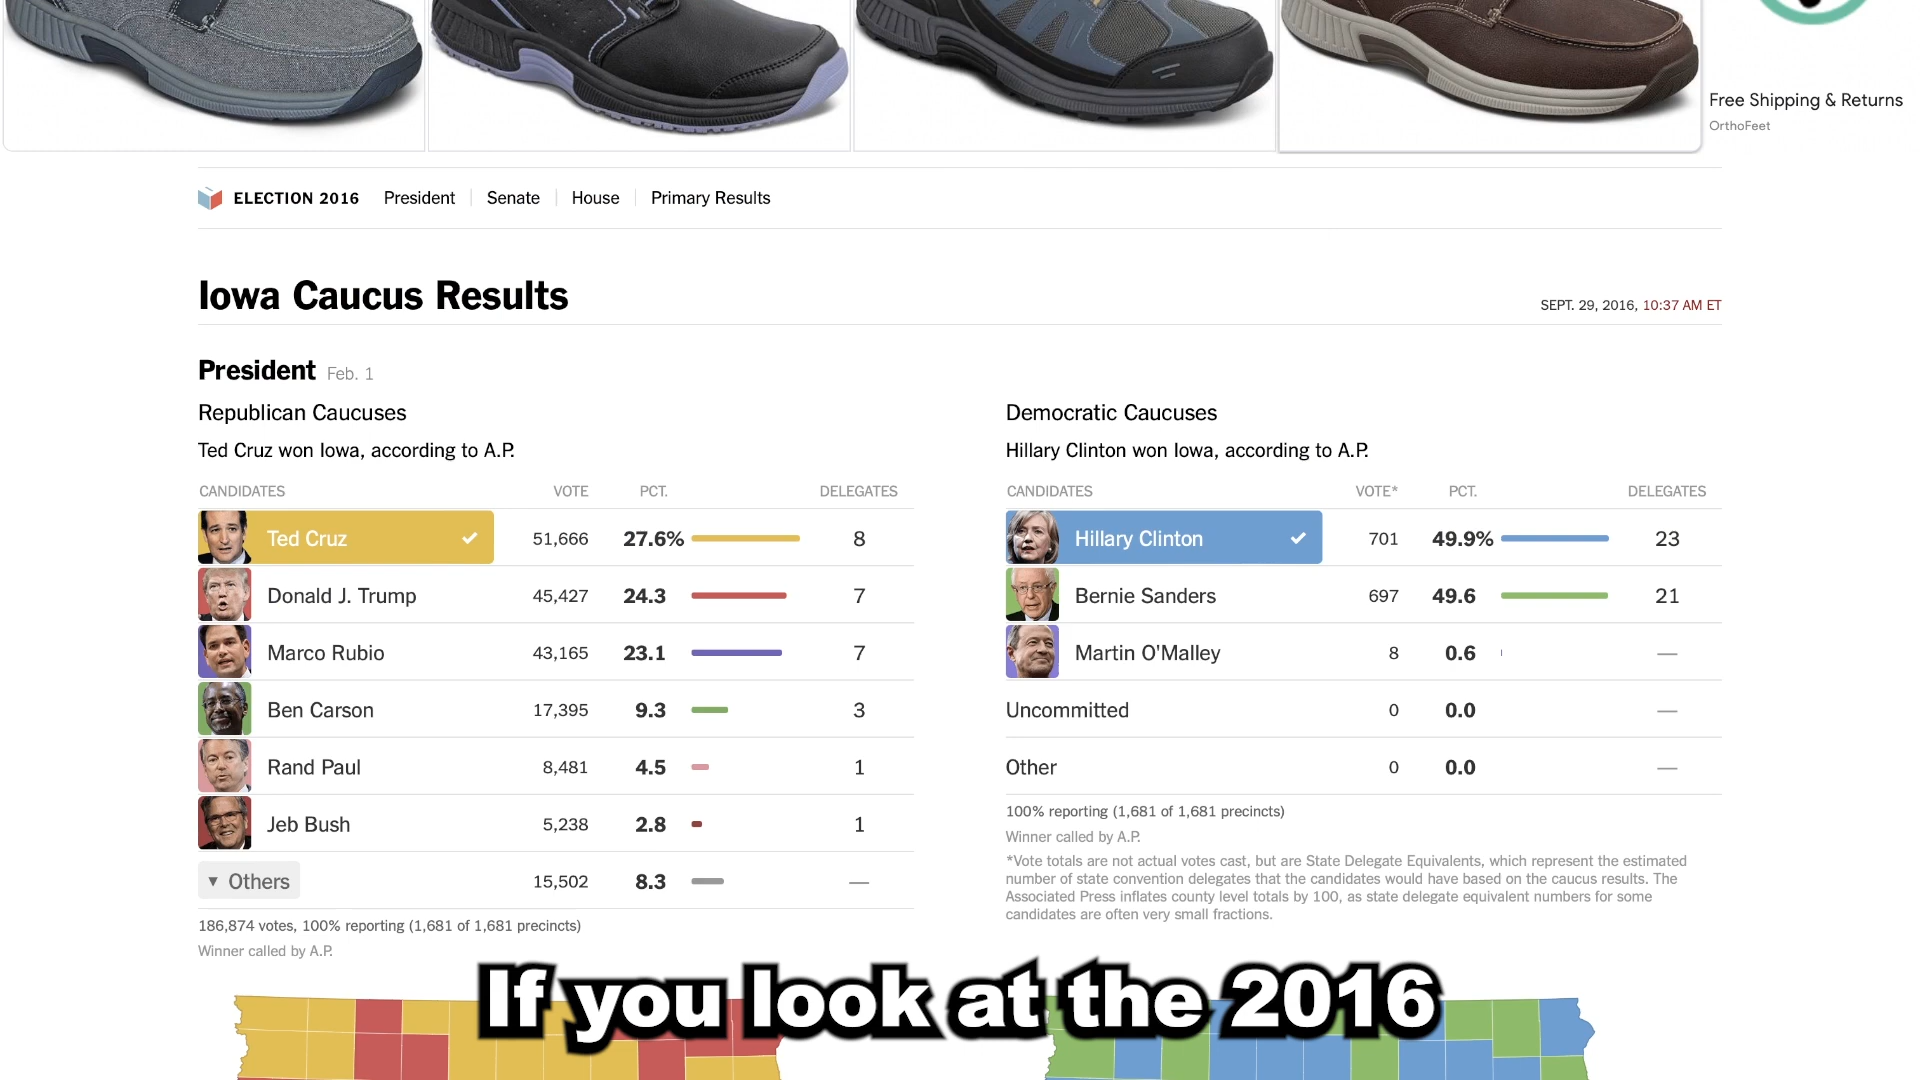 Free Shipping & Returns
OrthoFeet
ELECTION 2016 President Senate House Primary Results
Iowa Caucus Results
SEPT. 29, 2016, 10:37 AM ET
President Feb. 1
Republican Caucuses
Ted Cruz won Iowa, according to A.P.
CANDIDATES VOTE PCT. DELEGATES
Ted Cruz 51,666 27.6% 8
Donald J. Trump 45,427 24.3 7
Marco Rubio 43,165 23.1 7
Ben Carson 17,395 9.3 3
Rand Paul 8,481 4.5 1
Jeb Bush 5,238 2.8 1
Others 15,502 8.3 —
186,874 votes, 100% reporting (1,681 of 1,681 precincts)
Winner called by A.P.
Democratic Caucuses
Hillary Clinton won Iowa, according to A.P.
CANDIDATES VOTE* PCT. DELEGATES
Hillary Clinton 701 49.9% 23
Bernie Sanders 697 49.6 21
Martin O'Malley 8 0.6 —
Uncommitted 0 0.0 —
Other 0 0.0 —
100% reporting (1,681 of 1,681 precincts)
Winner called by A.P.
*Vote totals are not actual votes cast, but are State Delegate Equivalents, which represent the estimated
number of state convention delegates that the candidates would have based on the caucus results. The
Associated Press inflates county level totals by 100, as state delegate equivalent numbers for some
candidates are often very small fractions.
If you look at the 2016